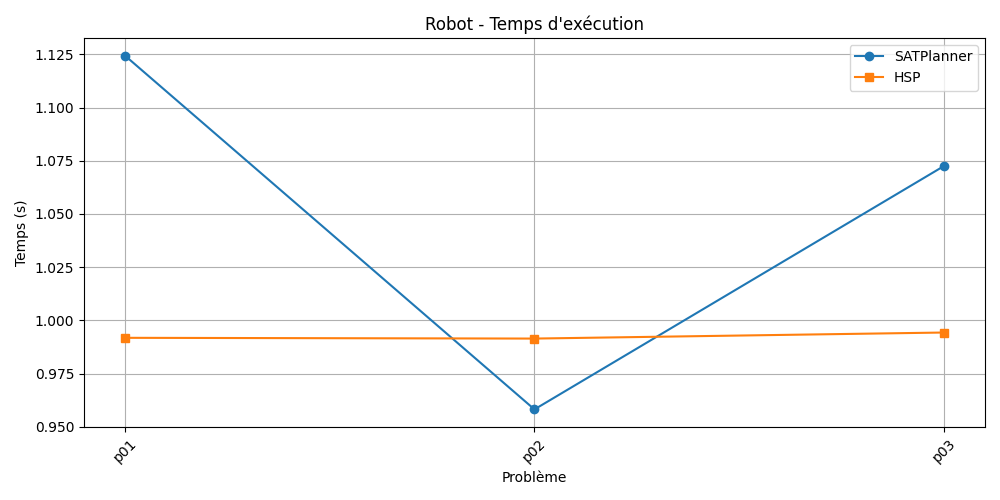 Robot - Temps d'exécution
SATPlanner
HSP
Temps (s)
1.125
1.100
1.075
1.050
1.025
1.000
0.975
0.950
p01
p02
p03
Problème